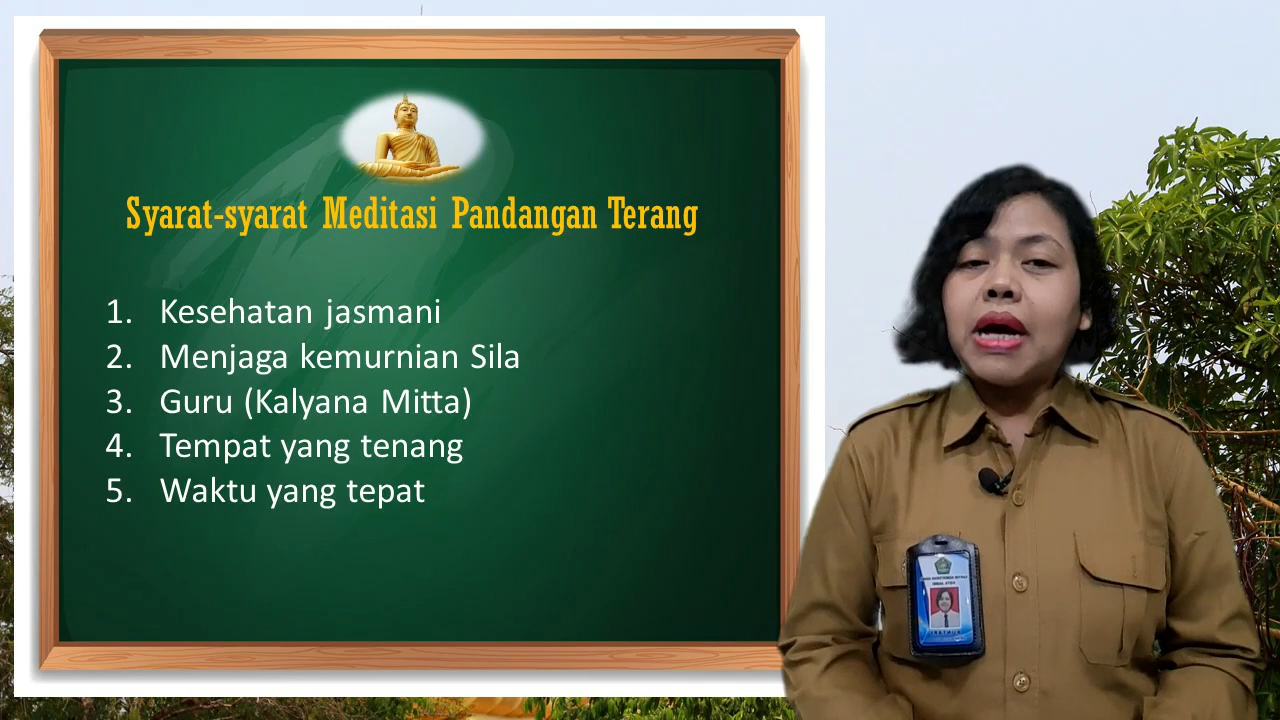 Syarat-syarat Meditasi Pandangan Terang
1. Kesehatan jasmani
2. Menjaga kemurnian Sila
3. Guru (Kalyana Mitta)
4. Tempat yang tenang
5. Waktu yang tepat